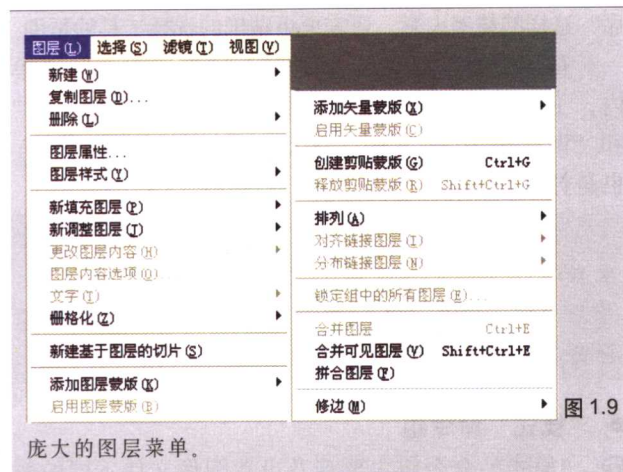 图层(L) 选择(S) 滤镜(T) 视图(V)
新建(W)
复制图层(D)...
删除(L)
图层属性...
图层样式(Y)
新填充图层(P)
新调整图层(J)
更改图层内容(H)
图层内容选项(O)...
文字(T)
栅格化(Z)
新建基于图层的切片(S)
添加图层蒙版(K)
启用图层蒙版(B)
添加矢量蒙版(X)
启用矢量蒙版(C)
创建剪贴蒙版(G) Ctrl+G
释放剪贴蒙版(R) Shift+Ctrl+G
排列(A)
对齐链接图层(I)
分布链接图层(N)
锁定组中的所有图层(E)...
合并图层 Ctrl+E
合并可见图层(V) Shift+Ctrl+E
拼合图层(F)
修边(M)
图 1.9
庞大的图层菜单。